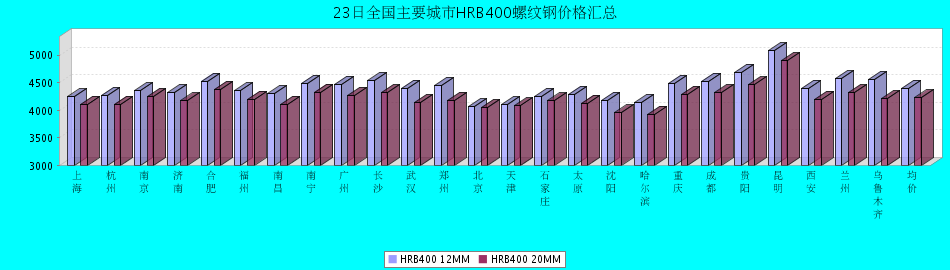 23日全国主要城市HRB400螺纹钢价格汇总
5000
4500
4000
3500
3000
上海
杭州
南京
济南
合肥
福州
南昌
南宁
广州
长沙
武汉
郑州
北京
天津
石家庄
太原
沈阳
哈尔滨
重庆
成都
贵阳
昆明
西安
兰州
乌鲁木齐
均价
HRB400 12MM HRB400 20MM